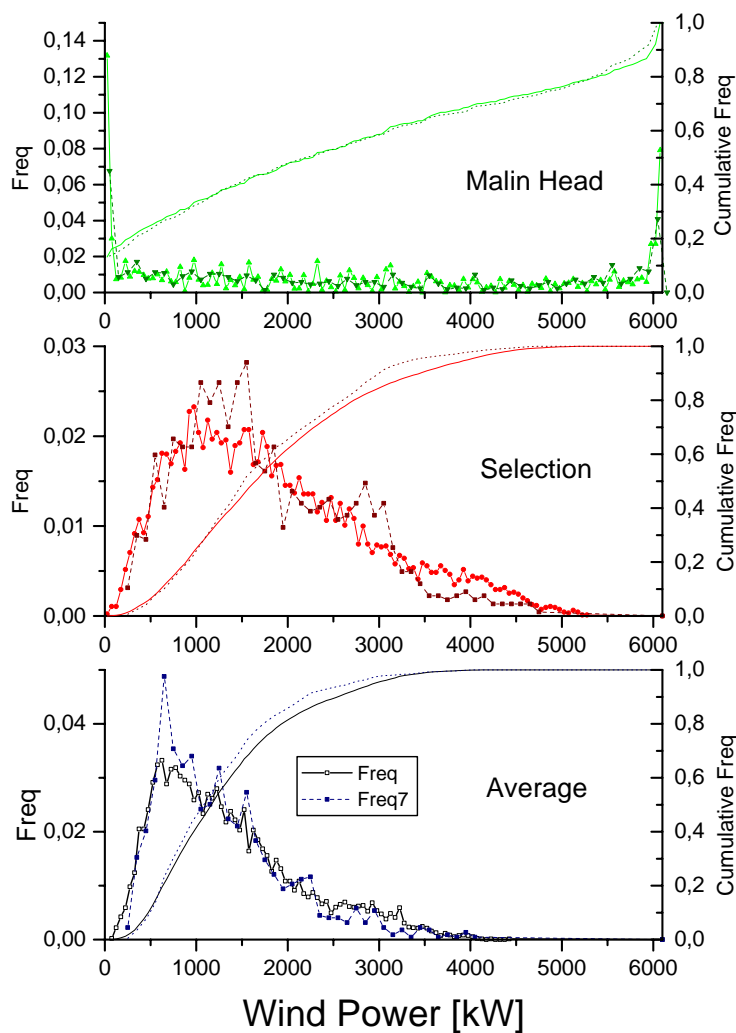 0,14
0,12
0,10
0,08
0,06
0,04
0,02
0,00
Freq
1,0
0,8
0,6
0,4
0,2
0,0
Cumulative Freq
Malin Head
0 1000 2000 3000 4000 5000 6000
0,03
0,02
0,01
0,00
Freq
1,0
0,8
0,6
0,4
0,2
0,0
Cumulative Freq
Selection
0 1000 2000 3000 4000 5000 6000
0,04
0,02
0,00
Freq
1,0
0,8
0,6
0,4
0,2
0,0
Cumulative Freq
Freq
Freq7
Average
0 1000 2000 3000 4000 5000 6000
Wind Power [kW]